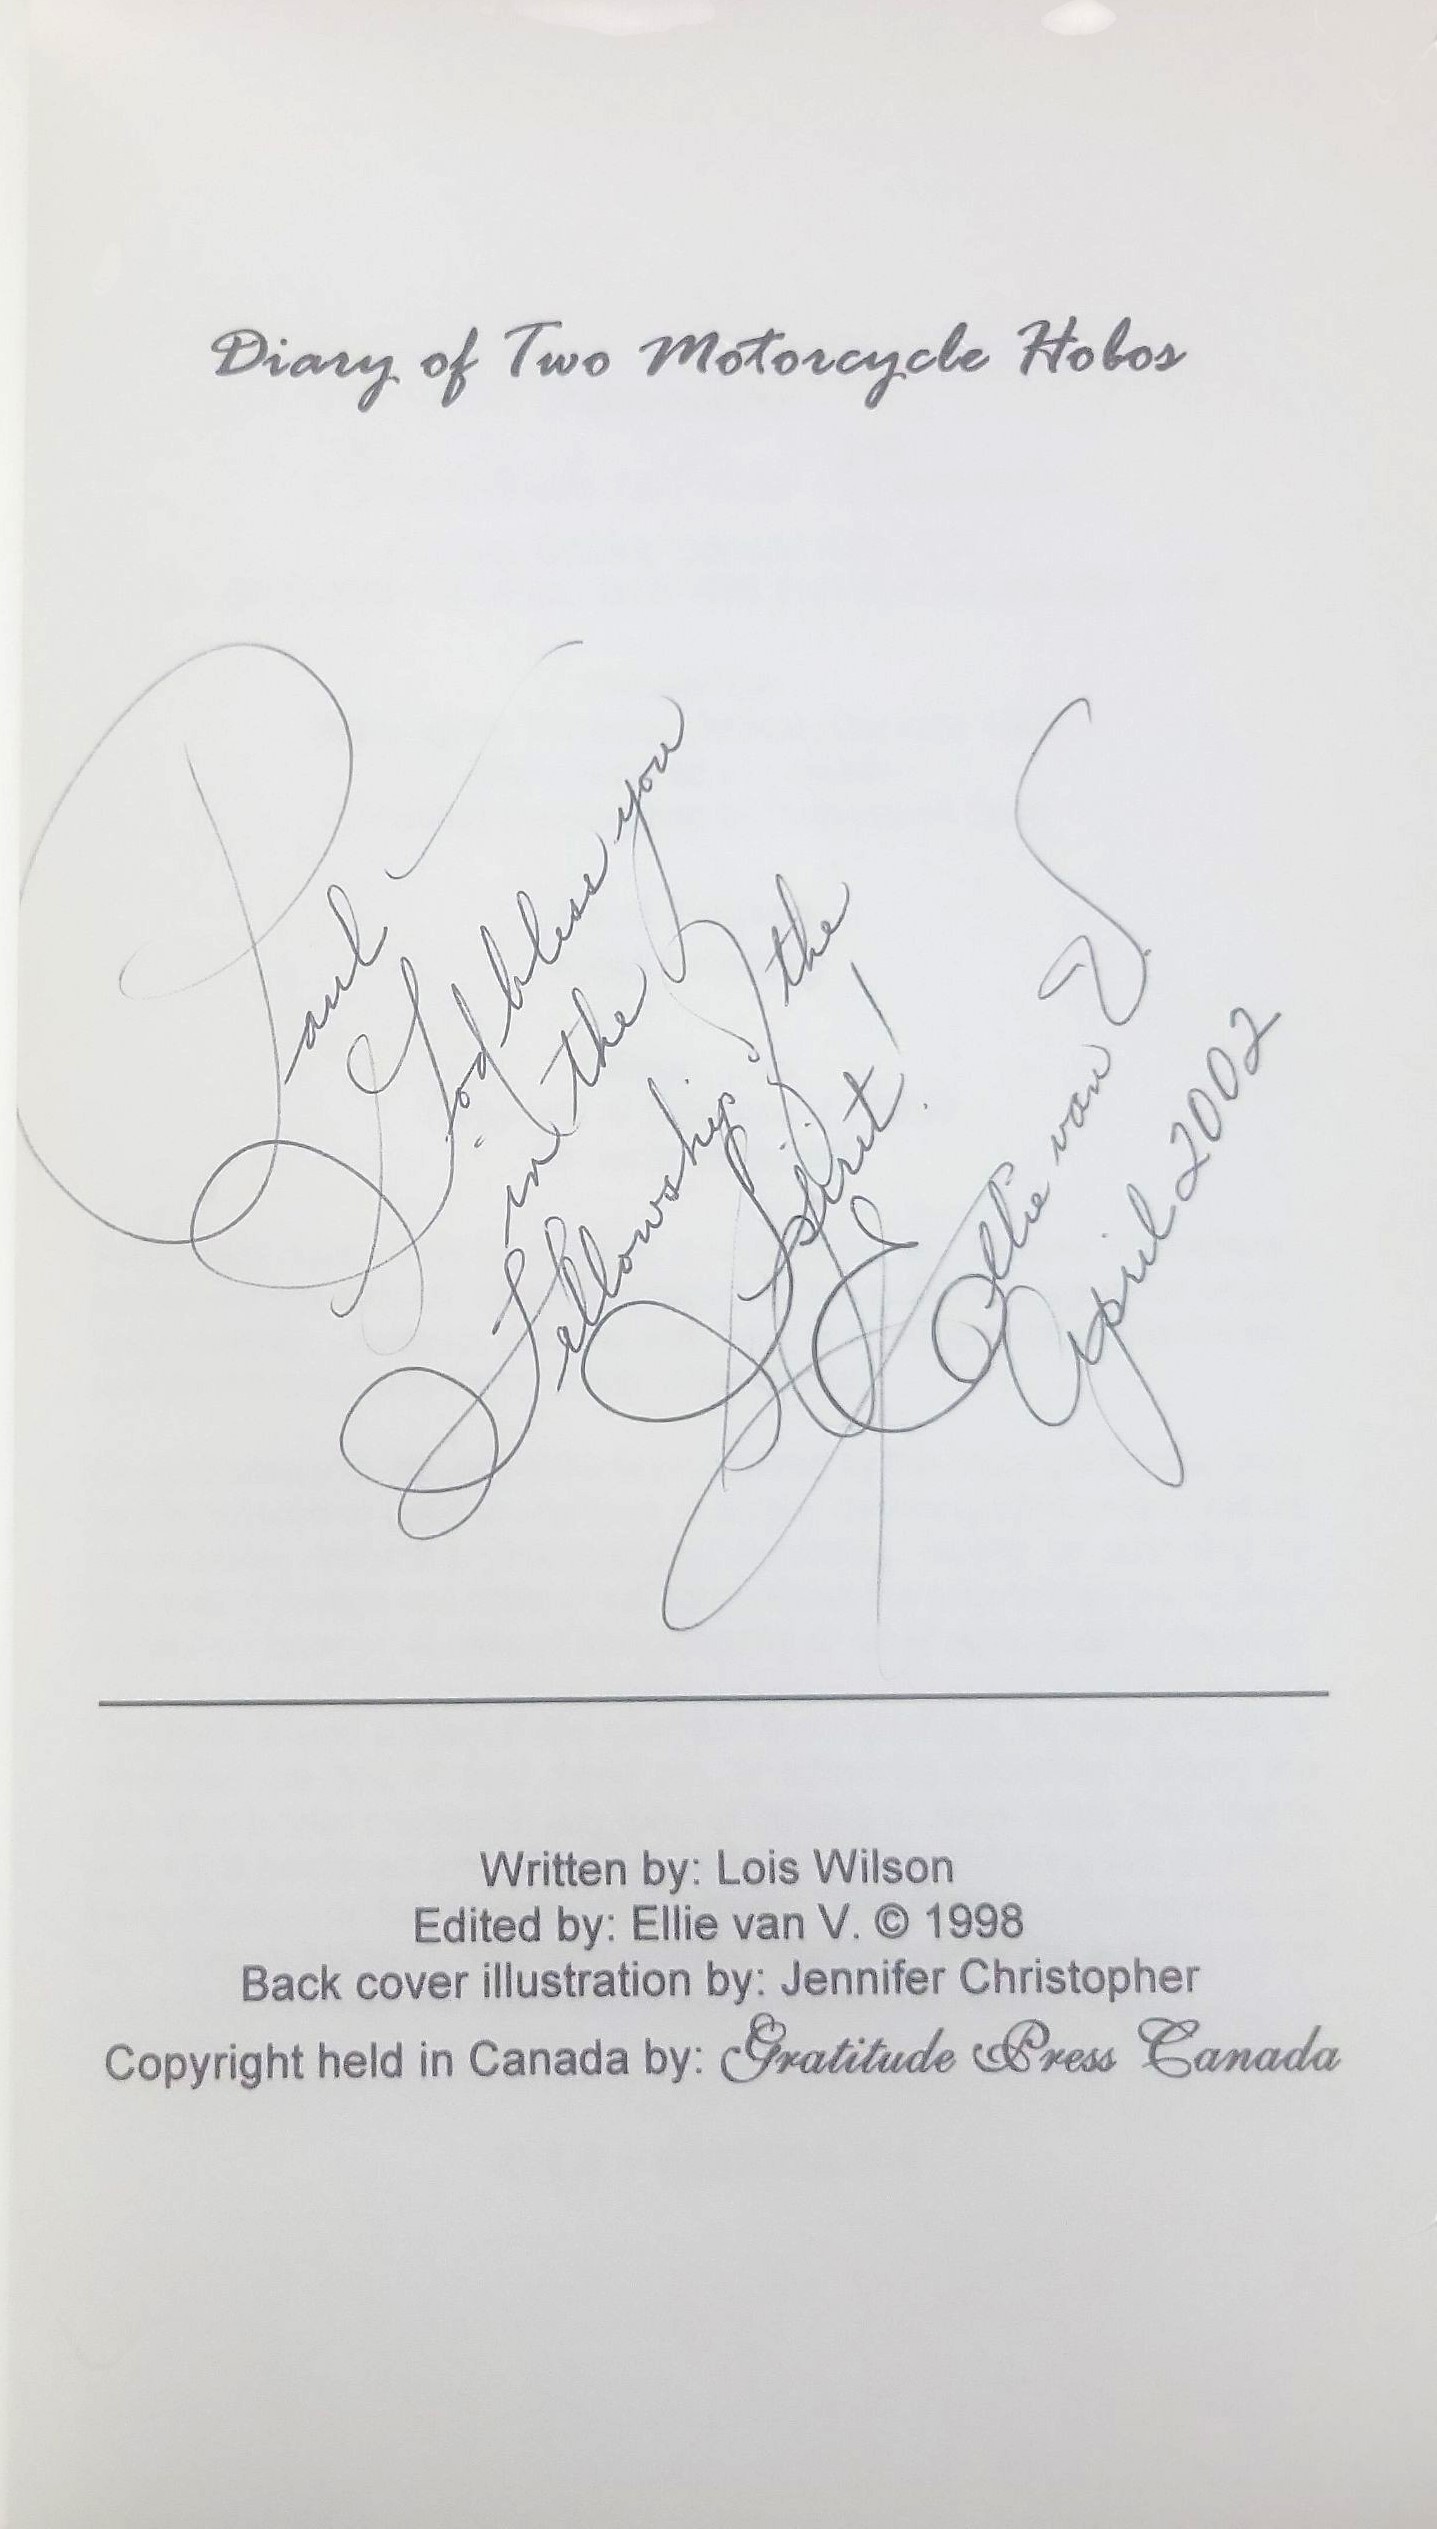 Diary of Two Motorcycle Hobos
Paul -
God bless you
in the
Fellowship of the
Spirit!
Ellie van V.
April 2002
Written by: Lois Wilson
Edited by: Ellie van V. © 1998
Back cover illustration by: Jennifer Christopher
Copyright held in Canada by: Gratitude Press Canada